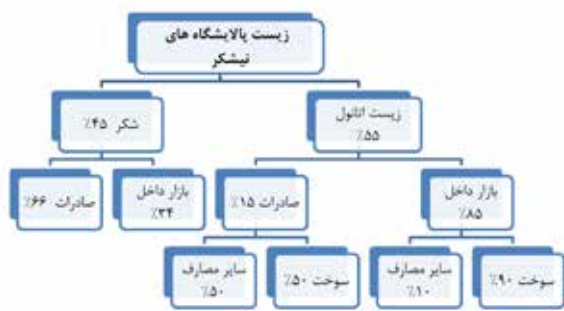 زیست پالایشگاه های
نیشکر
زیست اتانول
٪۵۵
شکر ۴۵٪
بازار داخل
٪۸۵
صادرات ۱۵٪
بازار داخل
٪۳۴
صادرات ۶۶٪
سوخت ۹۰٪
سایر مصارف
٪۱۰
سوخت ۵۰٪
سایر مصارف
٪۵۰